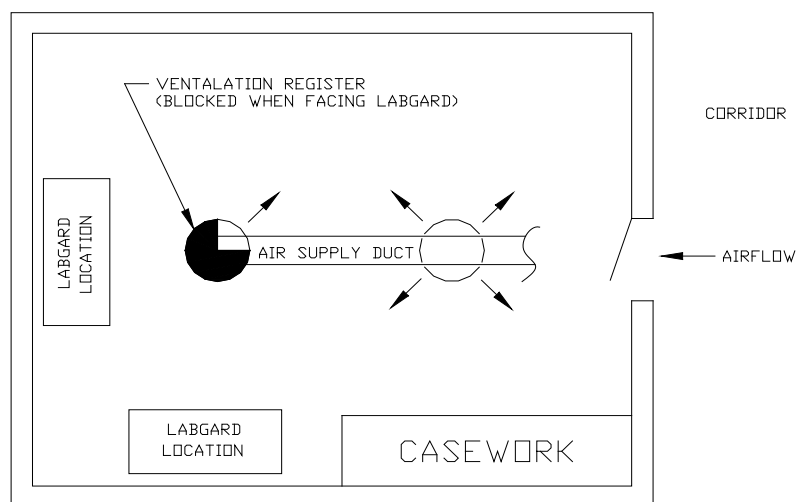 VENTALATION REGISTER
(BLOCKED WHEN FACING LABGARD)
CORRIDOR
LABGARD
LOCATION
AIR SUPPLY DUCT
AIRFLOW
LABGARD
LOCATION
CASEWORK